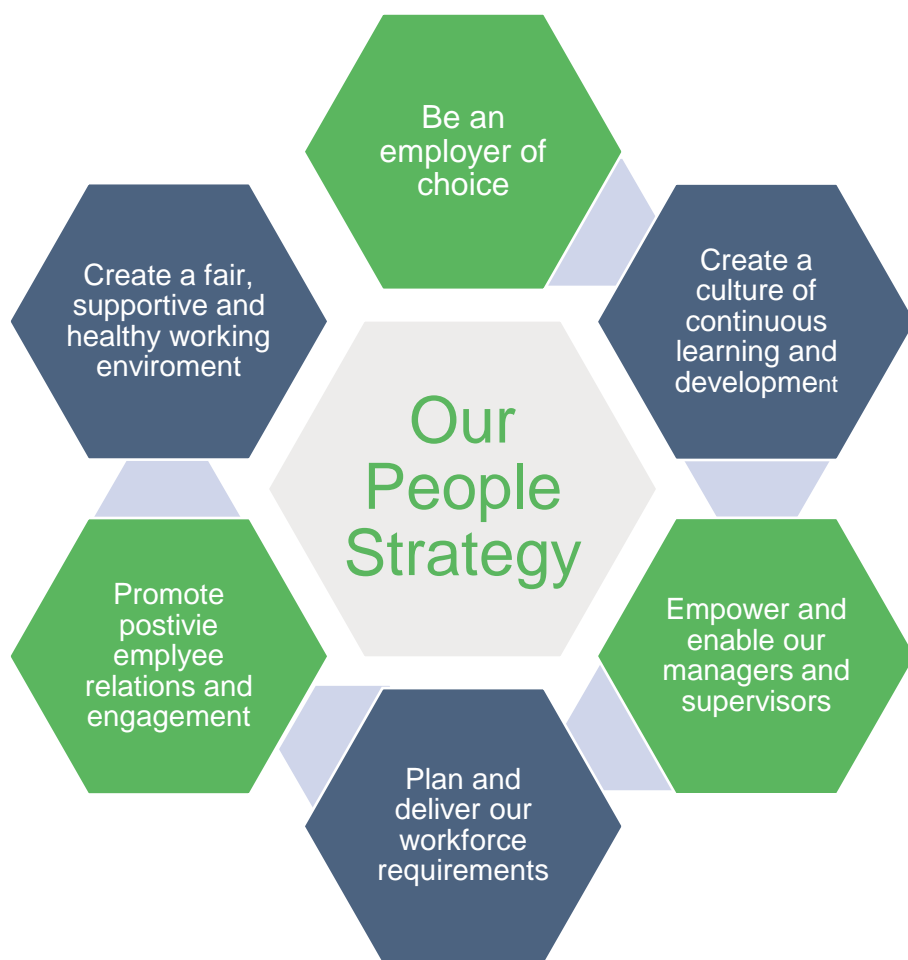 Be an
employer of
choice
Create a
culture of
continuous
learning and
development
Empower and
enable our
managers and
supervisors
Plan and
deliver our
workforce
requirements
Promote
postivie
emplyee
relations and
engagement
Create a fair,
supportive and
healthy working
enviroment
Our
People
Strategy